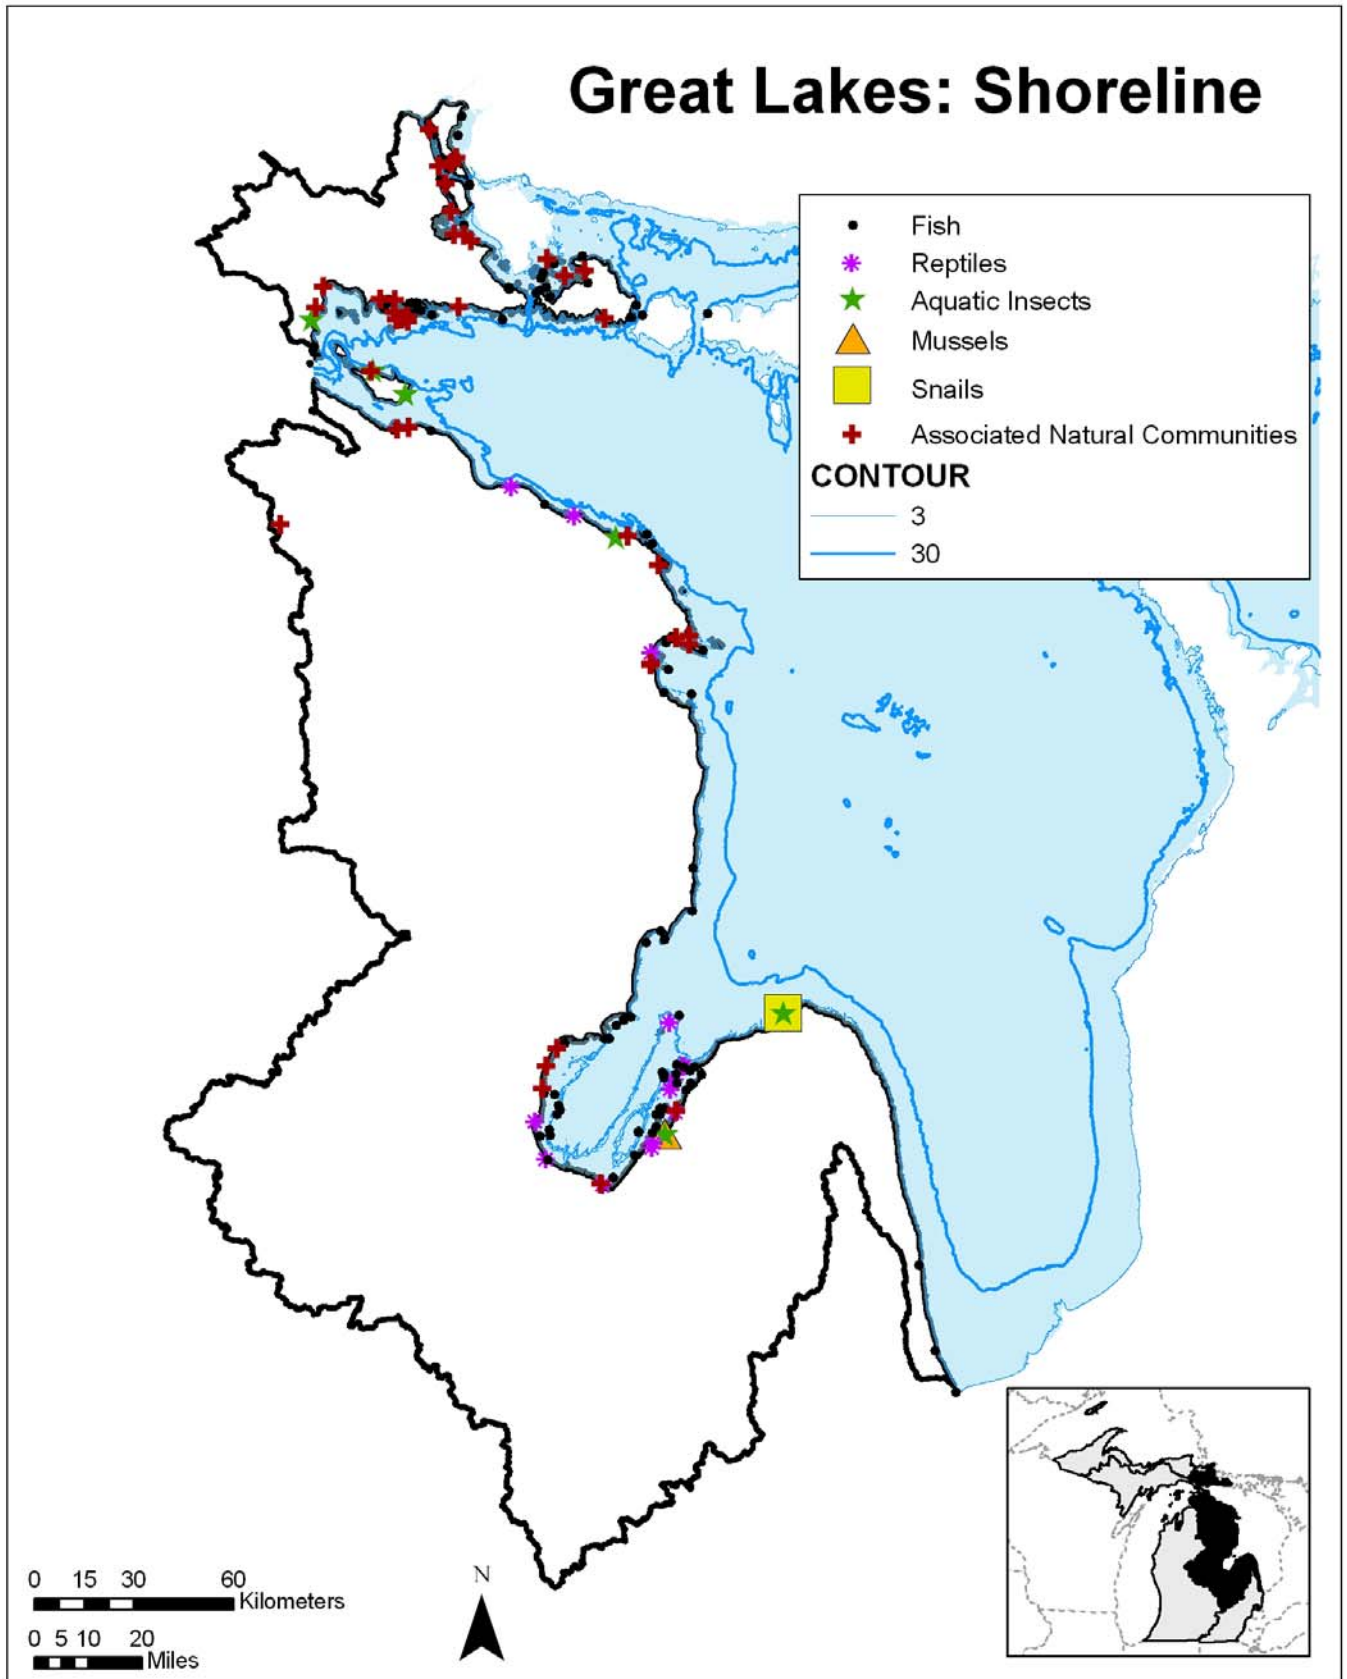 Great Lakes: Shoreline
Fish
Reptiles
Aquatic Insects
Mussels
Snails
Associated Natural Communities
CONTOUR
3
30
0 15 30 60
Kilometers
0 5 10 20
Miles
N